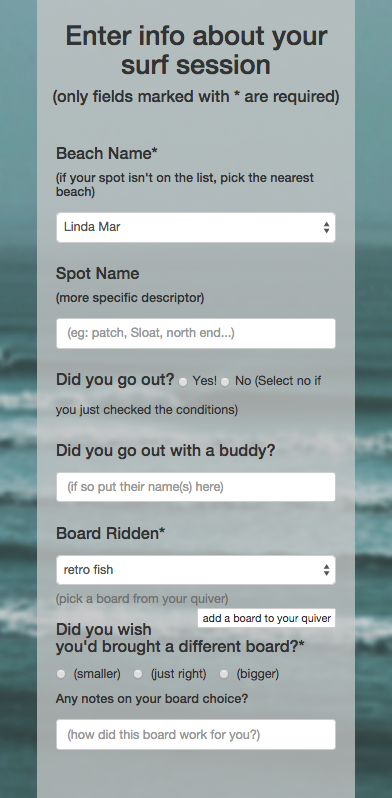 Enter info about your
surf session
(only fields marked with * are required)
Beach Name*
(if your spot isn't on the list, pick the nearest
beach)
Linda Mar
Spot Name
(more specific descriptor)
(eg: patch, Sloat, north end...)
Did you go out? Yes! No (Select no if
you just checked the conditions)
Did you go out with a buddy?
(if so put their name(s) here)
Board Ridden*
retro fish
(pick a board from your quiver)
add a board to your quiver
Did you wish
you'd brought a different board?*
(smaller) (just right) (bigger)
Any notes on your board choice?
(how did this board work for you?)